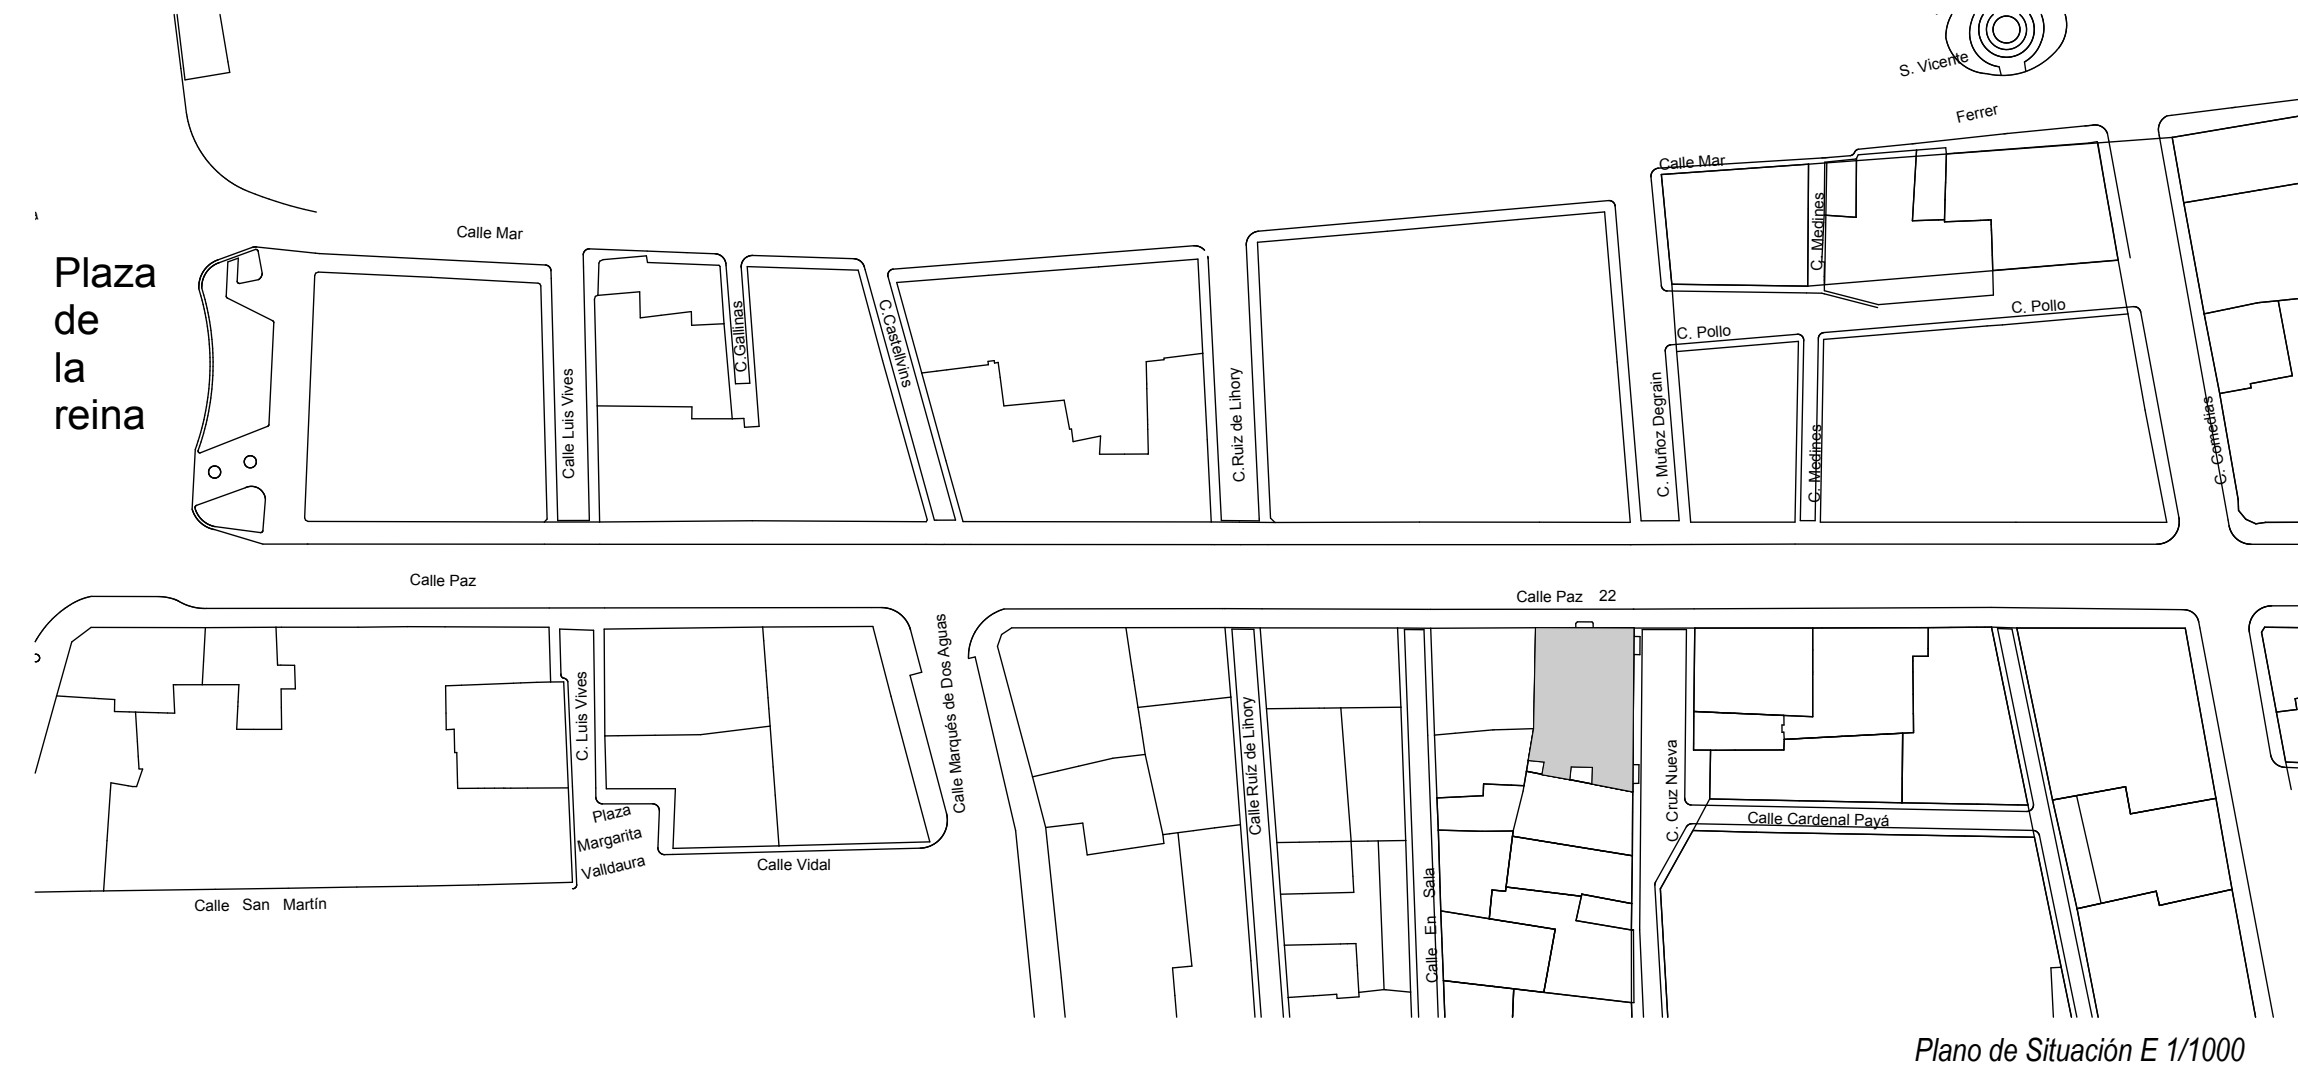 S. Vicente
Ferrer
Calle Mar
C. Medines
Calle Mar
Plaza
de
la
reina
C. Pollo
C. Pollo
C.Gallinas
C.Castellvins
Calle Luis Vives
C.Ruiz de Lihory
C. Muñoz Degrain
C. Medines
C. Comedias
Calle Paz
Calle Paz 22
Calle Marqués de Dos Aguas
C. Luis Vives
Calle Ruíz de Lihory
C. Cruz Nueva
Plaza
Margarita
Valldaura
Calle Vidal
Calle Cardenal Payá
Calle En Sala
Calle San Martín
Plano de Situación E 1/1000